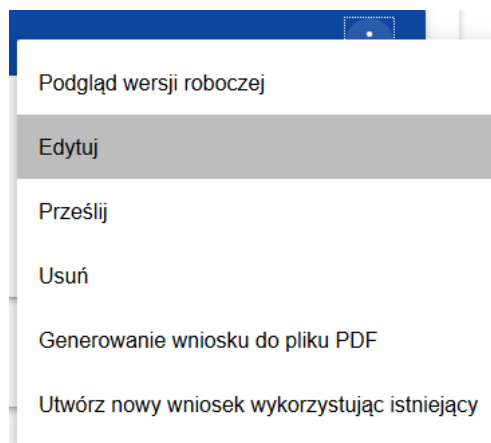 Podgląd wersji roboczej
Edytuj
Prześlij
Usuń
Generowanie wniosku do pliku PDF
Utwórz nowy wniosek wykorzystując istniejący